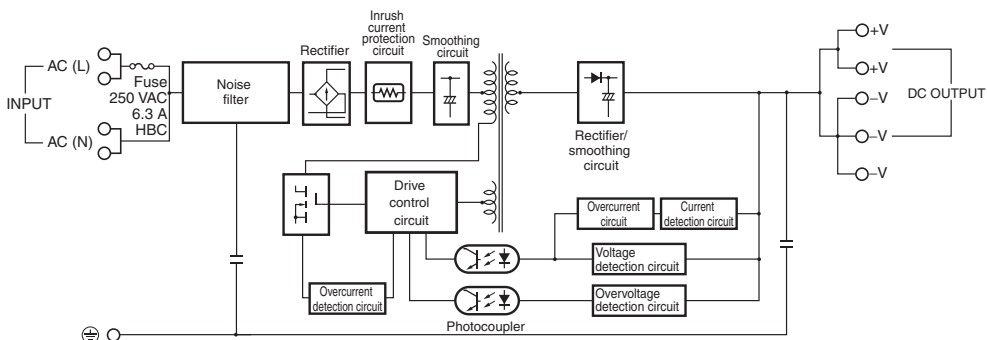 INPUT
AC (L)
Fuse
250 VAC
6.3 A
HBC
AC (N)
Noise
filter
Rectifier
Inrush
current
protection
circuit
Smoothing
circuit
Rectifier/
smoothing
circuit
+V
+V
–V
–V
–V
DC OUTPUT
Drive
control
circuit
Overcurrent
detection circuit
Overcurrent
circuit
Current
detection circuit
Voltage
detection circuit
Overvoltage
detection circuit
Photocoupler